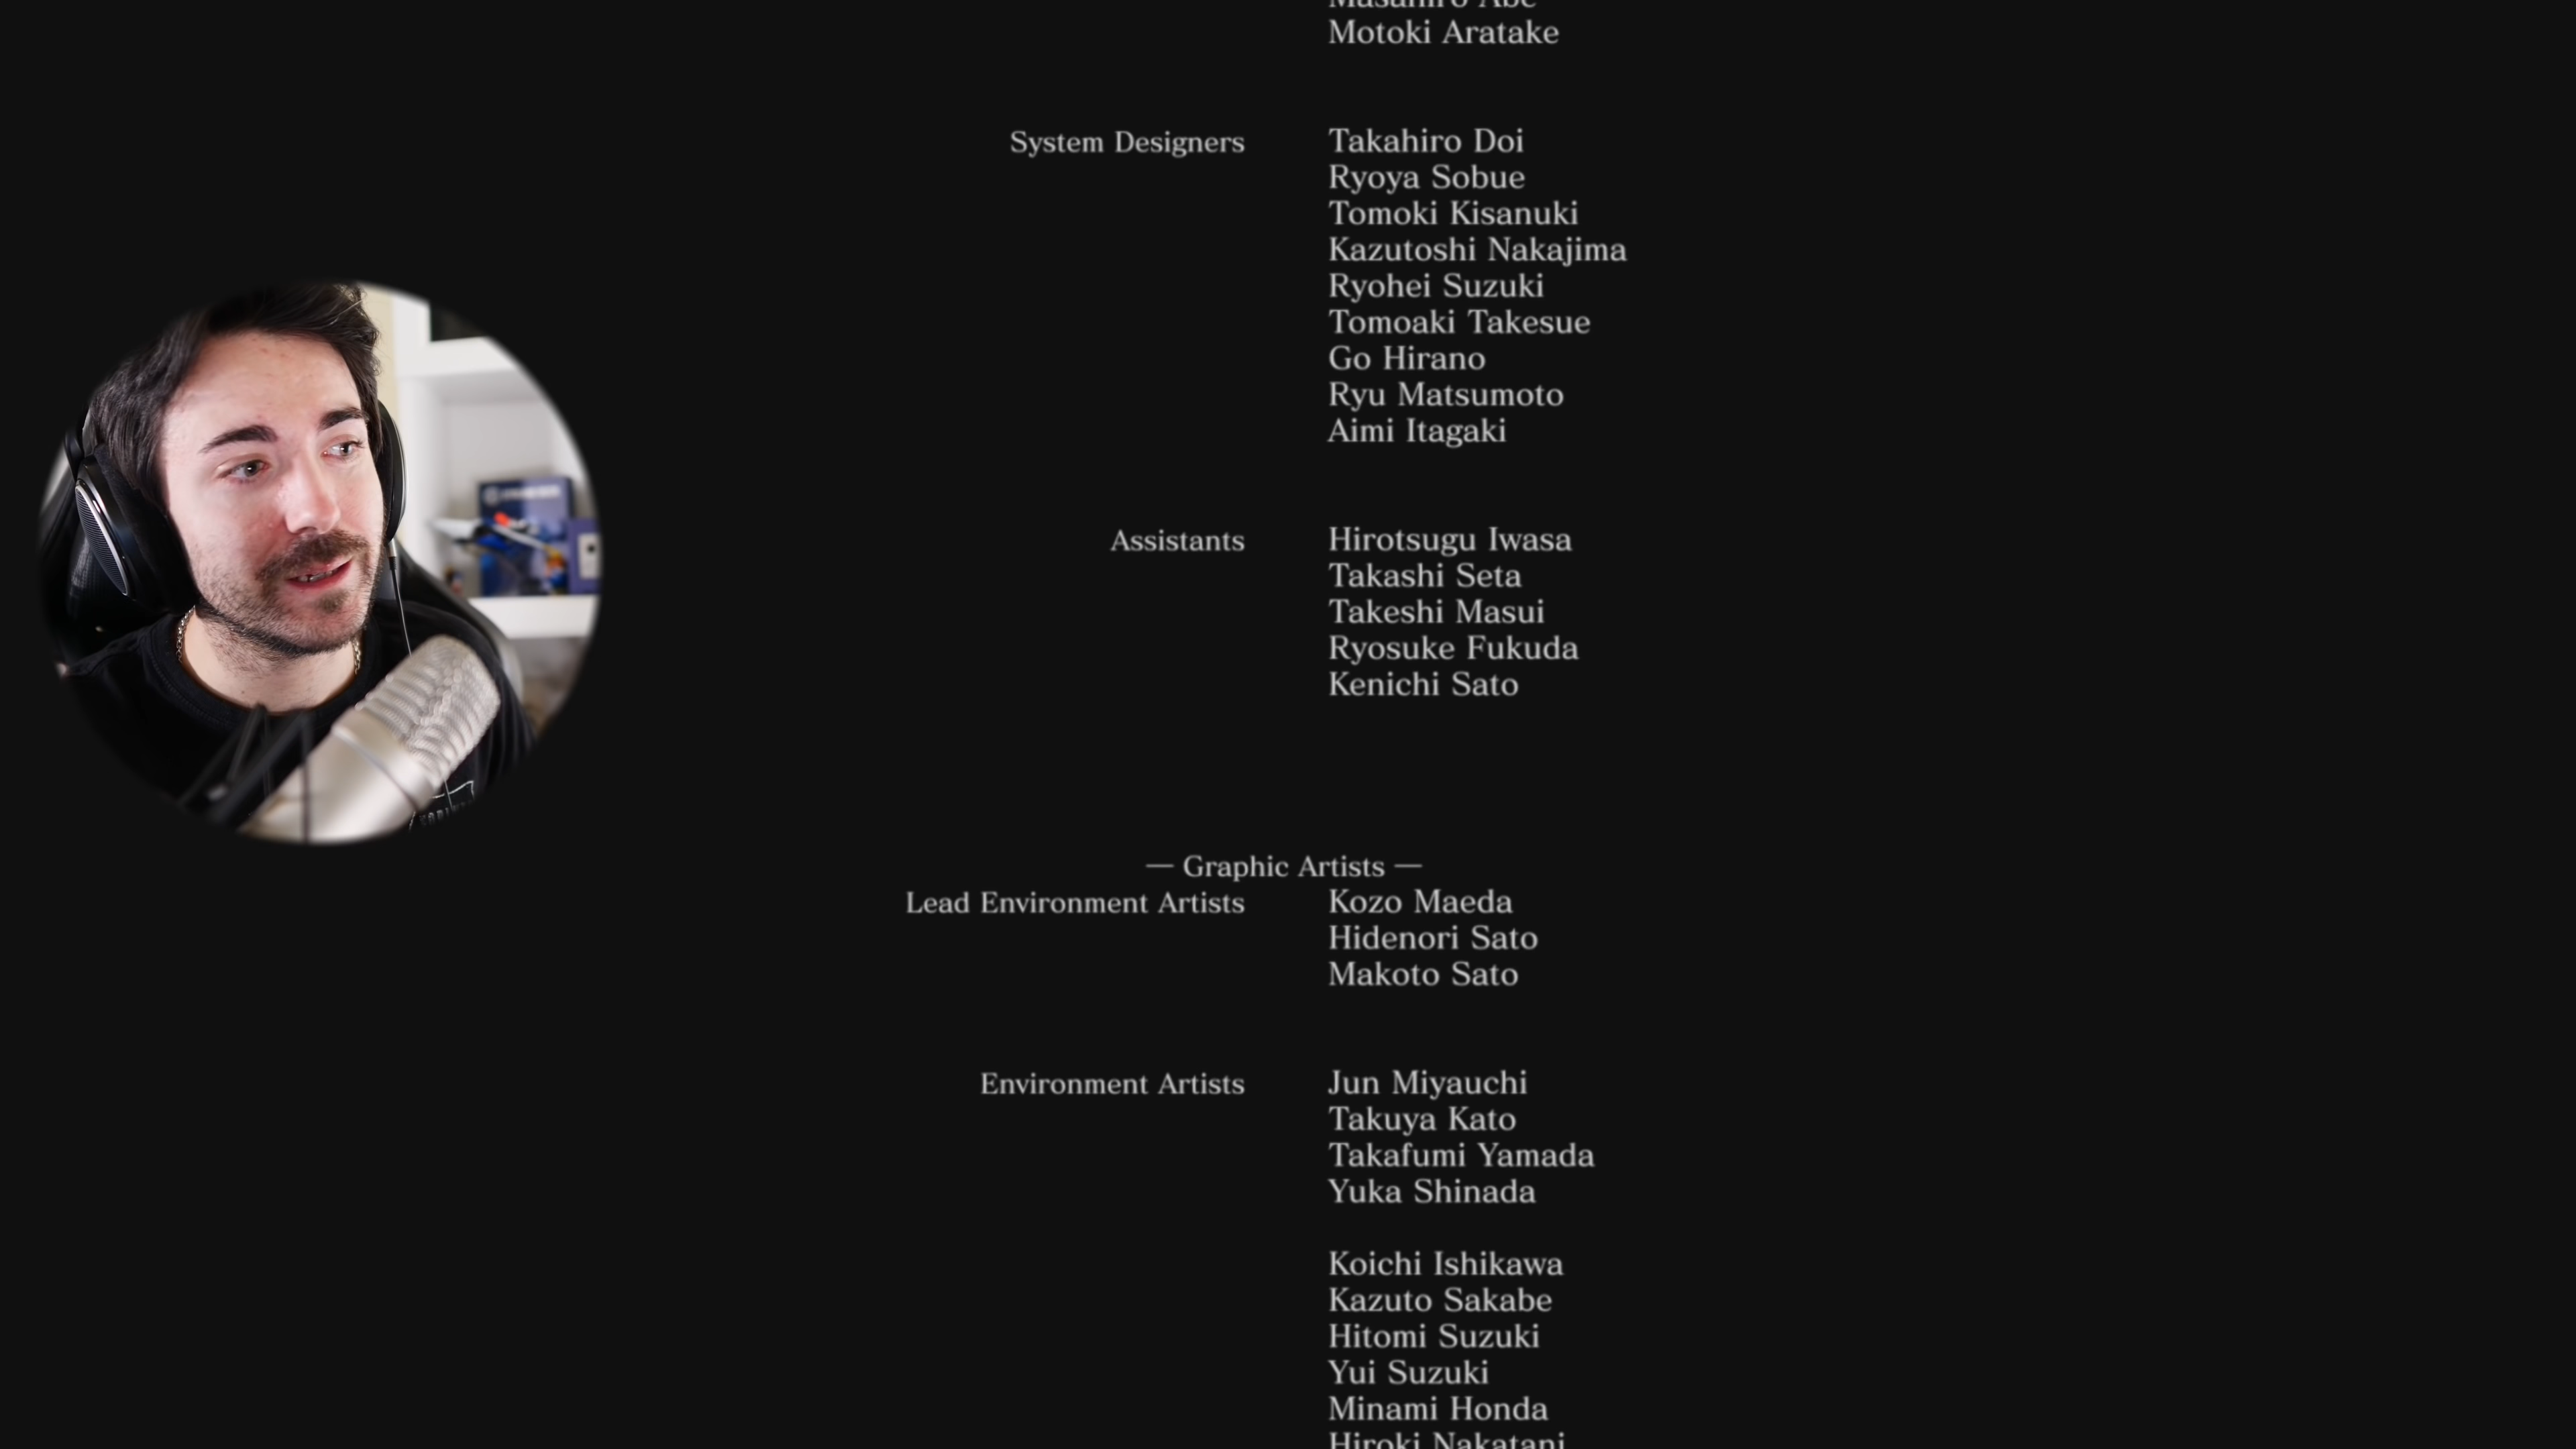 Motoki Aratake
System Designers Takahiro Doi
Ryoya Sobue
Tomoki Kisanuki
Kazutoshi Nakajima
Ryohei Suzuki
Tomoaki Takesue
Go Hirano
Ryu Matsumoto
Aimi Itagaki
Assistants Hirotsugu Iwasa
Takashi Seta
Takeshi Masui
Ryosuke Fukuda
Kenichi Sato
— Graphic Artists —
Lead Environment Artists Kozo Maeda
Hidenori Sato
Makoto Sato
Environment Artists Jun Miyauchi
Takuya Kato
Takafumi Yamada
Yuka Shinada
Koichi Ishikawa
Kazuto Sakabe
Hitomi Suzuki
Yui Suzuki
Minami Honda
Hiroki Nakatani